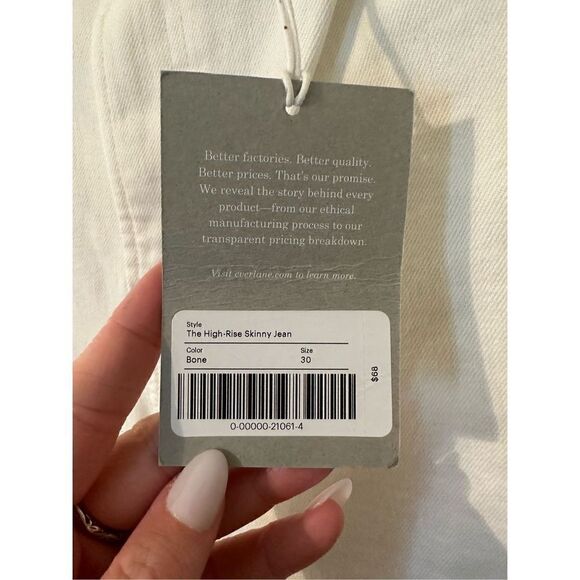 Better factories. Better quality.
Better prices. That's our promise.
We reveal the story behind every
product—from our ethical
manufacturing process to our
transparent pricing breakdown.
Visit everlane.com to learn more.
Style
The High-Rise Skinny Jean
Color Size
Bone 30
$68
0-00000-21061-4